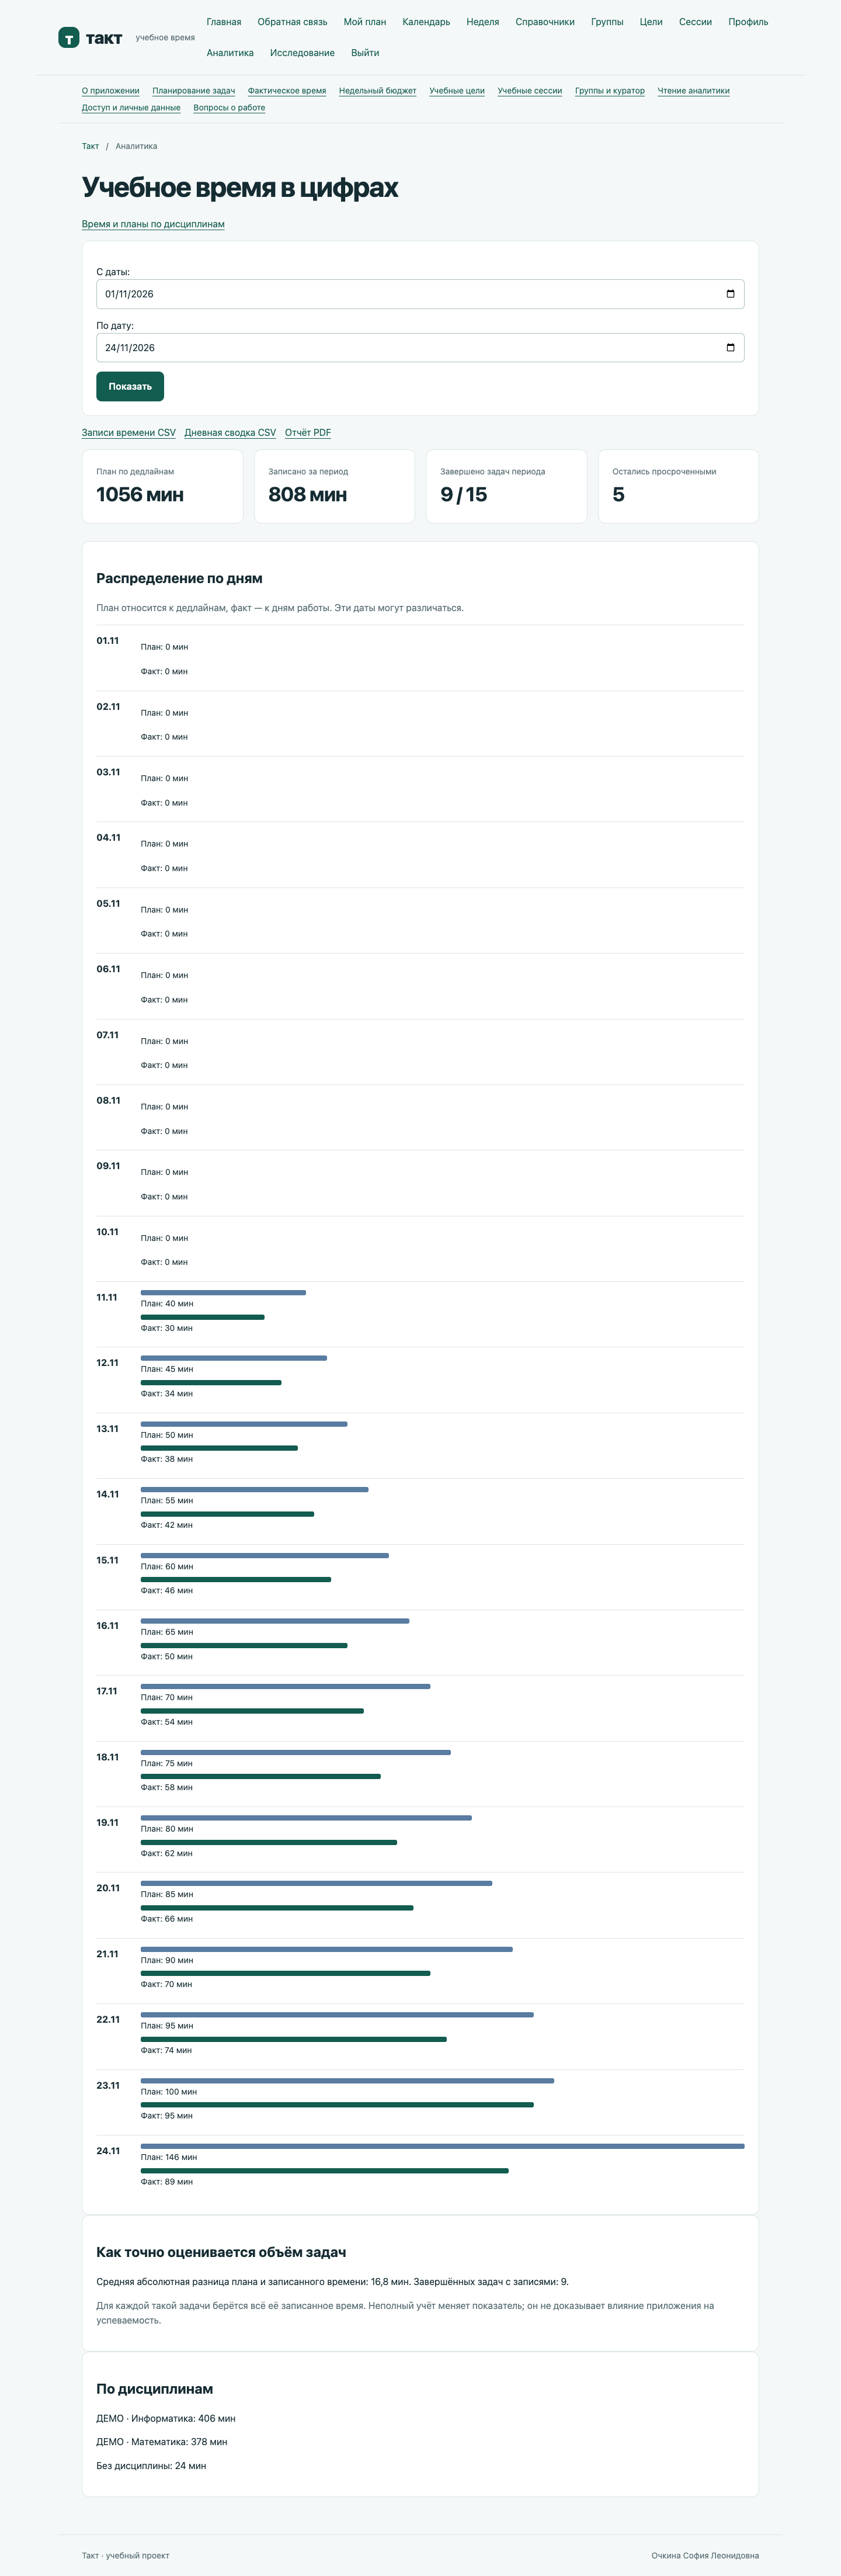 т такт учебное время
Главная Обратная связь Мой план Календарь Неделя Справочники Группы Цели Сессии Профиль
Аналитика Исследование Выйти
О приложении Планирование задач Фактическое время Недельный бюджет Учебные цели Учебные сессии Группы и куратор Чтение аналитики
Доступ и личные данные Вопросы о работе
Такт / Аналитика
Учебное время в цифрах
Время и планы по дисциплинам
С даты:
01/11/2026
По дату:
24/11/2026
Показать
Записи времени CSV Дневная сводка CSV Отчёт PDF
План по дедлайнам
1056 мин
Записано за период
808 мин
Завершено задач периода
9 / 15
Остались просроченными
5
Распределение по дням
План относится к дедлайнам, факт — к дням работы. Эти даты могут различаться.
01.11
План: 0 мин
Факт: 0 мин
02.11
План: 0 мин
Факт: 0 мин
03.11
План: 0 мин
Факт: 0 мин
04.11
План: 0 мин
Факт: 0 мин
05.11
План: 0 мин
Факт: 0 мин
06.11
План: 0 мин
Факт: 0 мин
07.11
План: 0 мин
Факт: 0 мин
08.11
План: 0 мин
Факт: 0 мин
09.11
План: 0 мин
Факт: 0 мин
10.11
План: 0 мин
Факт: 0 мин
11.11
План: 40 мин
Факт: 30 мин
12.11
План: 45 мин
Факт: 34 мин
13.11
План: 50 мин
Факт: 38 мин
14.11
План: 55 мин
Факт: 42 мин
15.11
План: 60 мин
Факт: 46 мин
16.11
План: 65 мин
Факт: 50 мин
17.11
План: 70 мин
Факт: 54 мин
18.11
План: 75 мин
Факт: 58 мин
19.11
План: 80 мин
Факт: 62 мин
20.11
План: 85 мин
Факт: 66 мин
21.11
План: 90 мин
Факт: 70 мин
22.11
План: 95 мин
Факт: 74 мин
23.11
План: 100 мин
Факт: 95 мин
24.11
План: 146 мин
Факт: 89 мин
Как точно оценивается объём задач
Средняя абсолютная разница плана и записанного времени: 16,8 мин. Завершённых задач с записями: 9.
Для каждой такой задачи берётся всё её записанное время. Неполный учёт меняет показатель; он не доказывает влияние приложения на
успеваемость.
По дисциплинам
ДЕМО · Информатика: 406 мин
ДЕМО · Математика: 378 мин
Без дисциплины: 24 мин
Такт · учебный проект
Очкина София Леонидовна